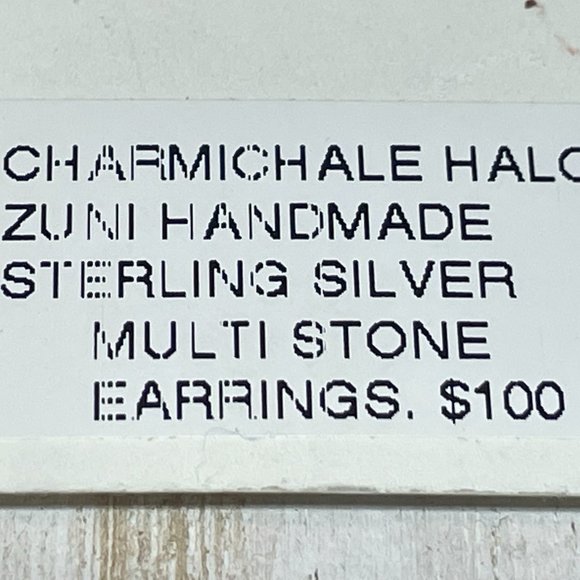 CHARMICHALE HALO
ZUNI HANDMADE
STERLING SILVER
MULTI STONE
EARRINGS. $100